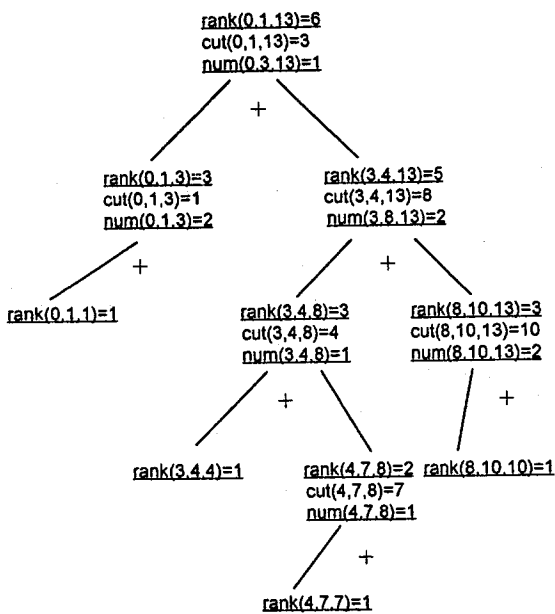 rank(0,1,13)=6
cut(0,1,13)=3
num(0,3,13)=1
+
rank(0,1,3)=3
cut(0,1,3)=1
num(0,1,3)=2
rank(3,4,13)=5
cut(3,4,13)=8
num(3,8,13)=2
+
+
rank(0,1,1)=1
rank(3,4,8)=3
cut(3,4,8)=4
num(3,4,8)=1
rank(8,10,13)=3
cut(8,10,13)=10
num(8,10,13)=2
+
+
rank(3,4,4)=1
rank(4,7,8)=2
cut(4,7,8)=7
num(4,7,8)=1
rank(8,10,10)=1
+
rank(4,7,7)=1